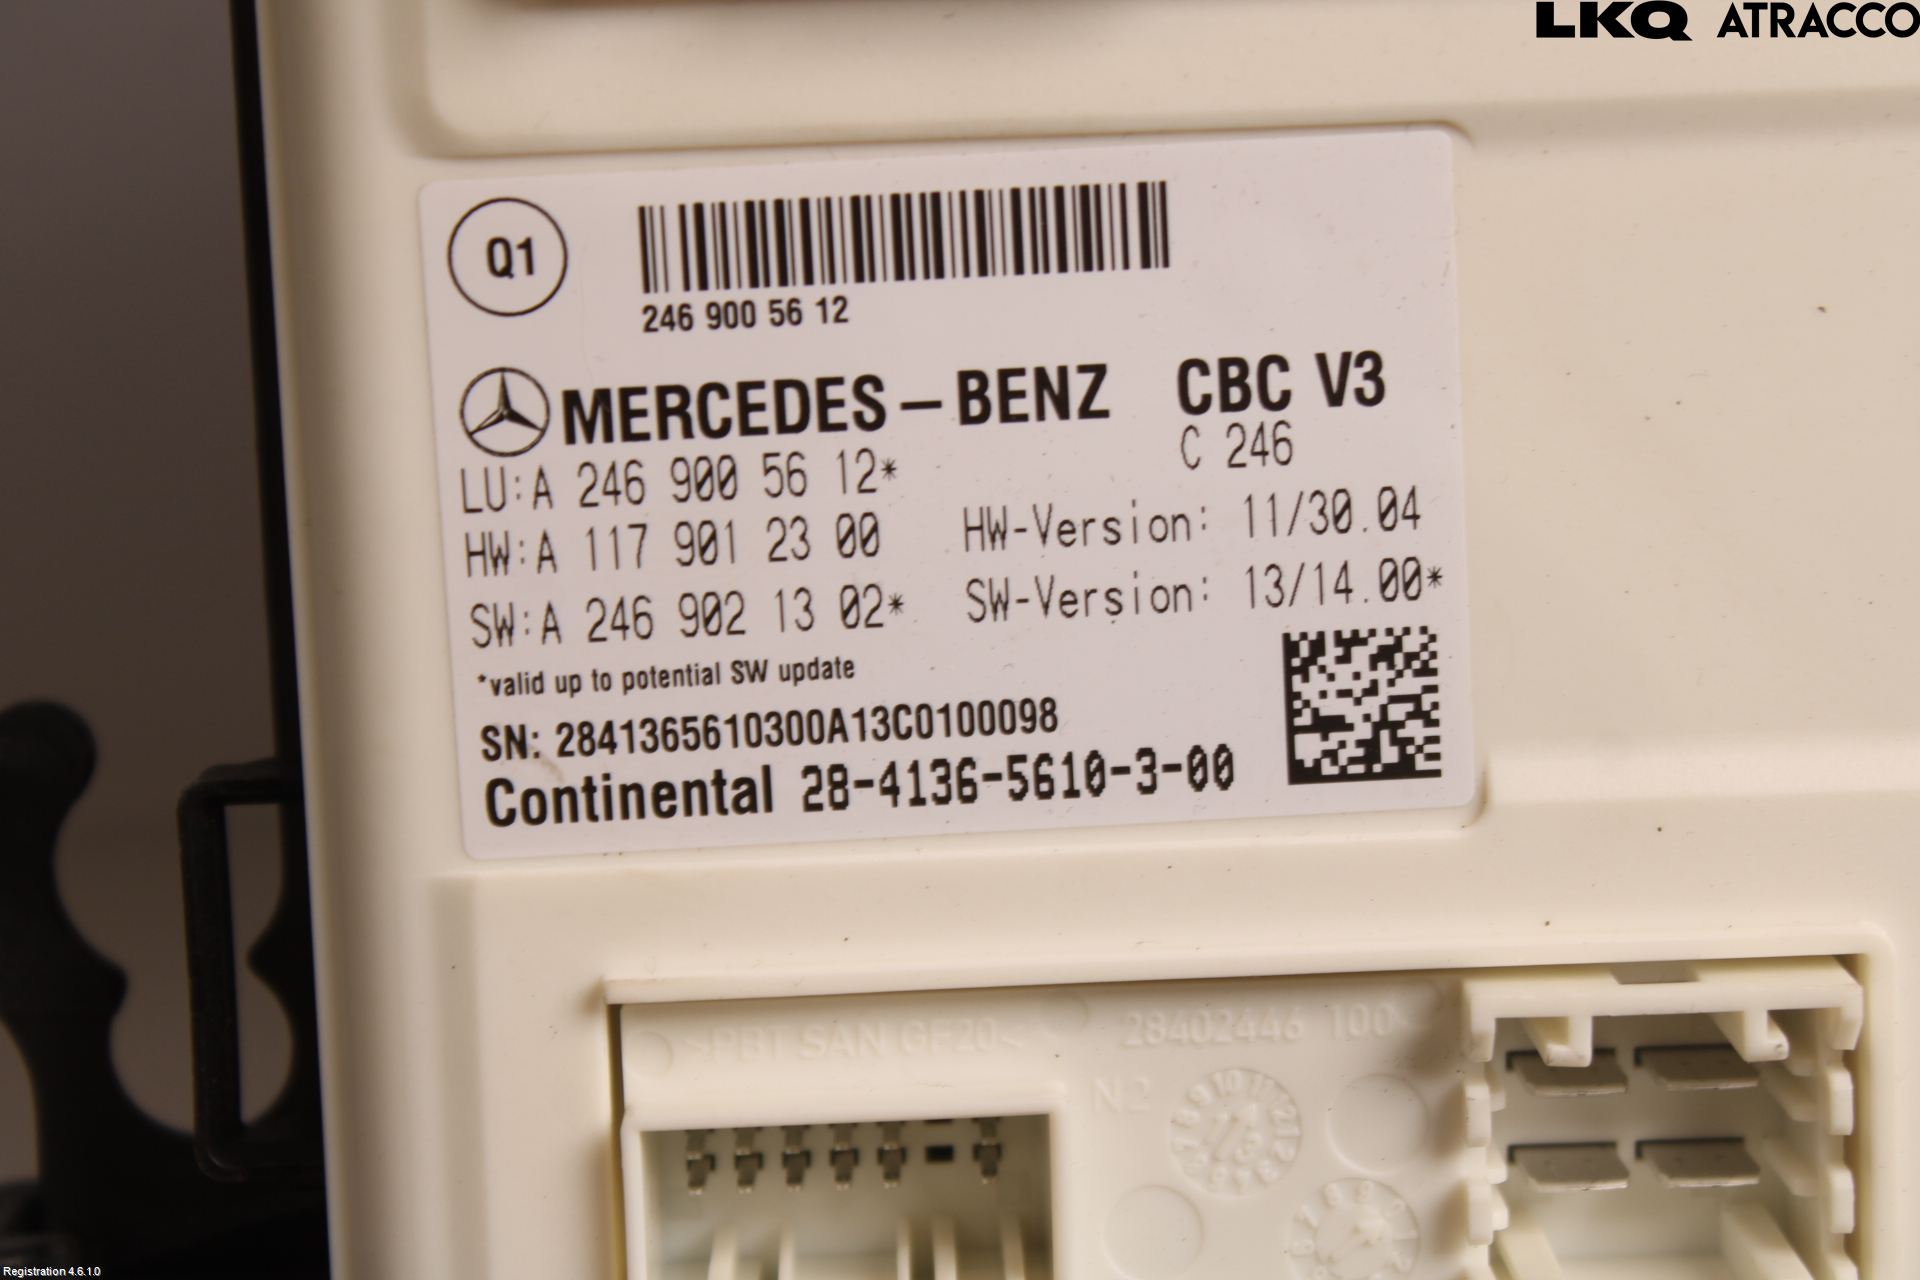 LKQ ATRACCO
Q1
246 900 56 12
MERCEDES-BENZ CBC V3
C 246
LU:A 246 900 56 12*
HW:A 117 901 23 00 HW-Version: 11/30.04
SW:A 246 902 13 02* SW-Version: 13/14.00*
*valid up to potential SW update
SN: 2841365610300A13C0100098
Continental 28-4136-5610-3-00
>PBT SAN GF20< 28402446 100
N2
Registration 4.6.1.0